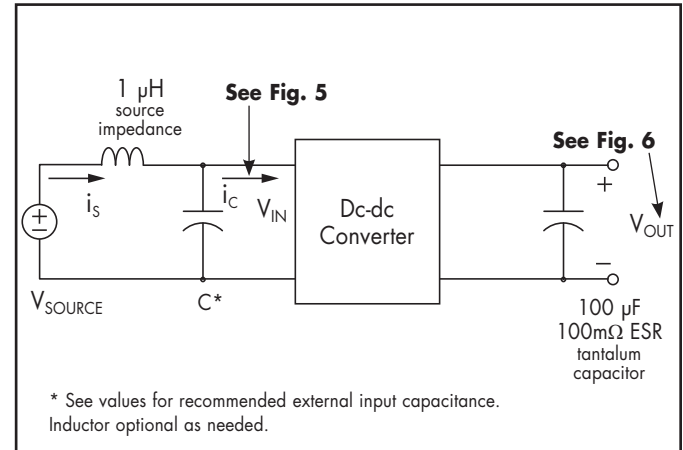 1 µH
source
impedance
See Fig. 5
See Fig. 6
i_S
i_C
V_IN
Dc-dc
Converter
+
V_OUT
–
+
–
V_SOURCE
C*
100 µF
100mΩ ESR
tantalum
capacitor
* See values for recommended external input capacitance.
Inductor optional as needed.